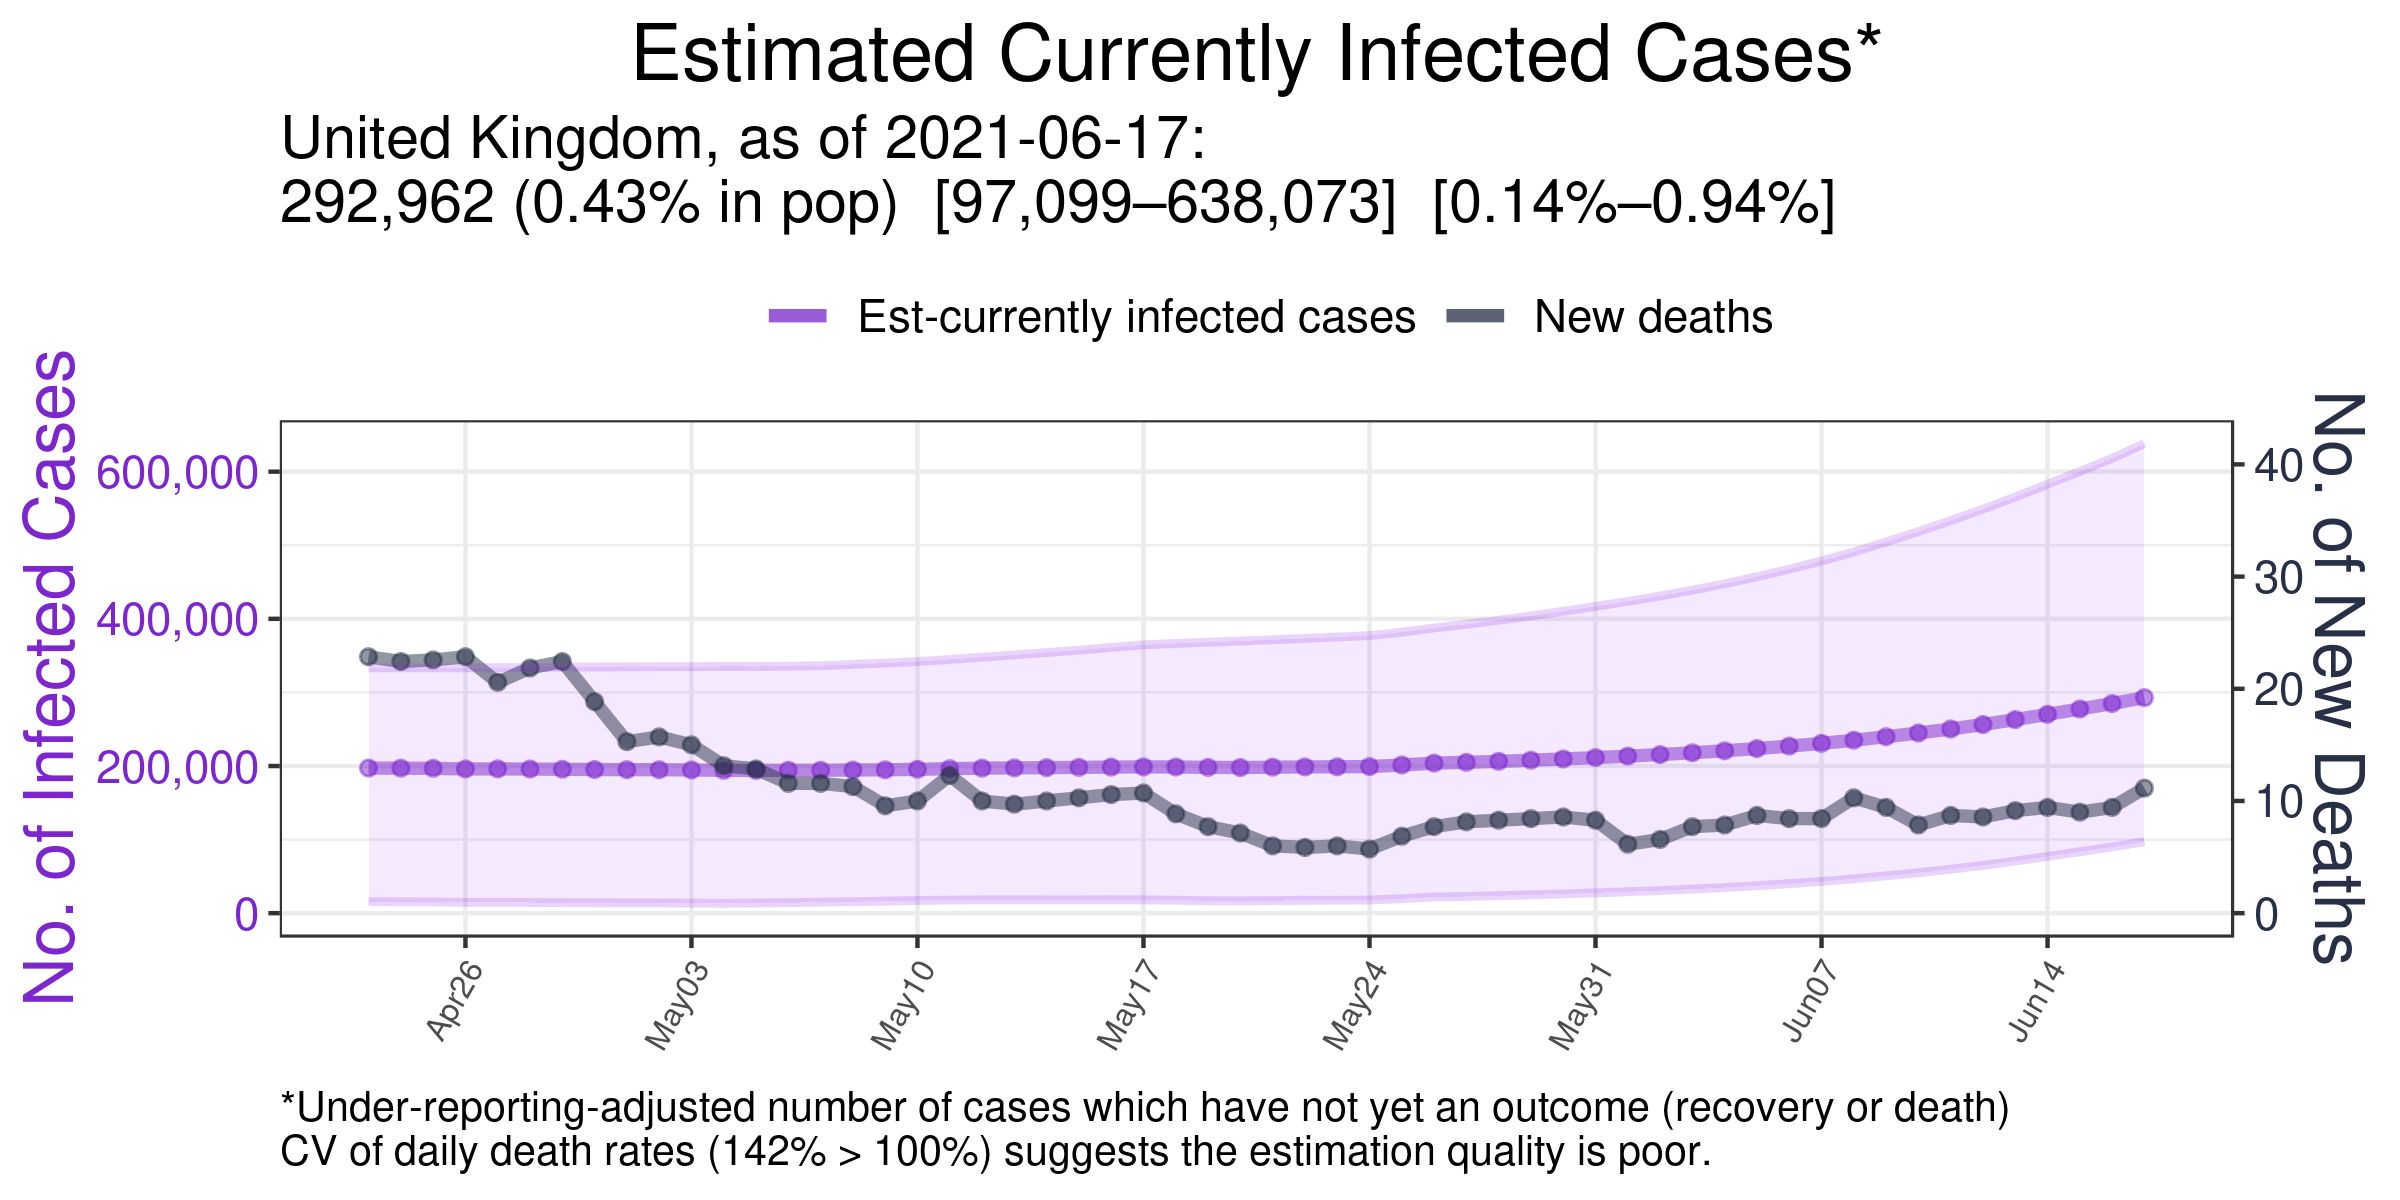 Estimated Currently Infected Cases*
United Kingdom, as of 2021-06-17:
292,962 (0.43% in pop)  [97,099–638,073]  [0.14%–0.94%]
Est-currently infected cases
New deaths
No. of Infected Cases
600,000
400,000
200,000
0
40
30
20
10
0
No. of New Deaths
Apr26
May03
May10
May17
May24
May31
Jun07
Jun14
*Under-reporting-adjusted number of cases which have not yet an outcome (recovery or death)
CV of daily death rates (142% > 100%) suggests the estimation quality is poor.